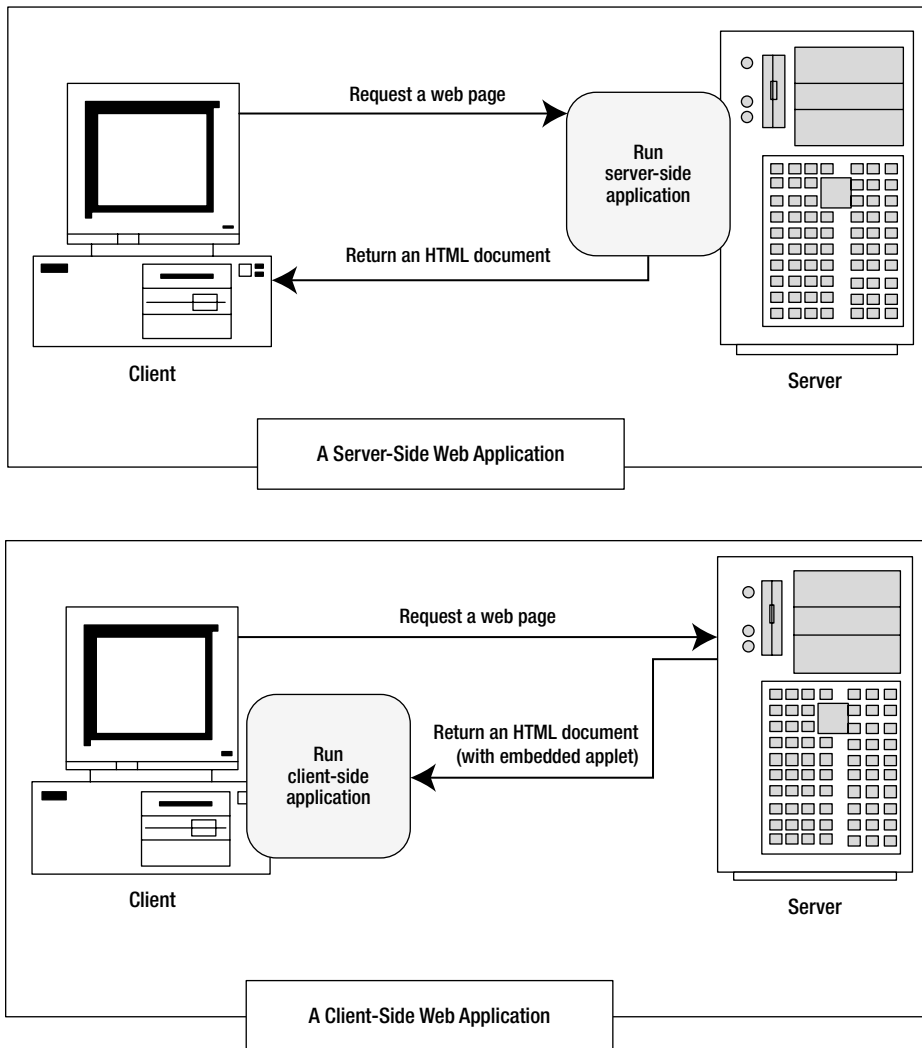 Request a web page
Run
server-side
application
Return an HTML document
Client
Server
A Server-Side Web Application
Request a web page
Return an HTML document
(with embedded applet)
Run
client-side
application
Client
Server
A Client-Side Web Application